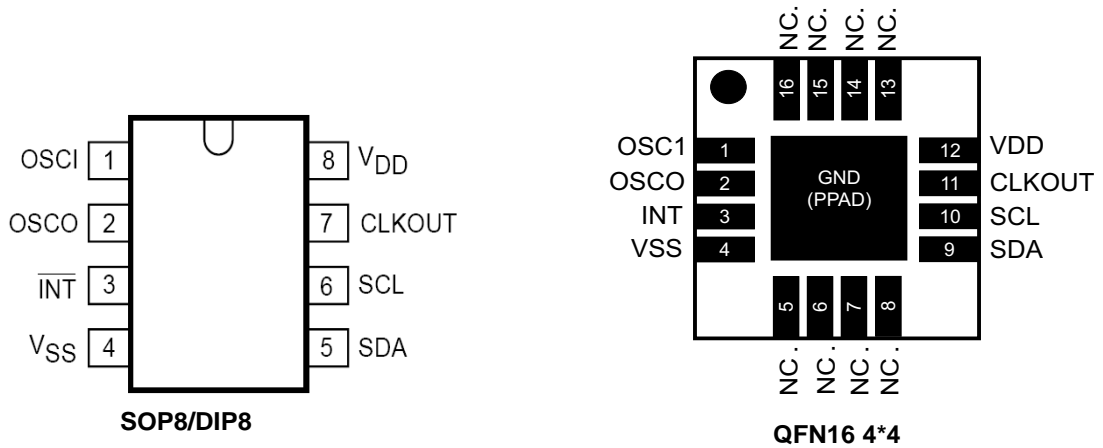 OSCI 1
OSCO 2
INT 3
VSS 4
8 VDD
7 CLKOUT
6 SCL
5 SDA
SOP8/DIP8
NC. NC. NC. NC.
16 15 14 13
OSC1 1
OSCO 2
INT 3
VSS 4
GND
(PPAD)
12 VDD
11 CLKOUT
10 SCL
9 SDA
5 6 7 8
NC. NC. NC. NC.
QFN16 4*4